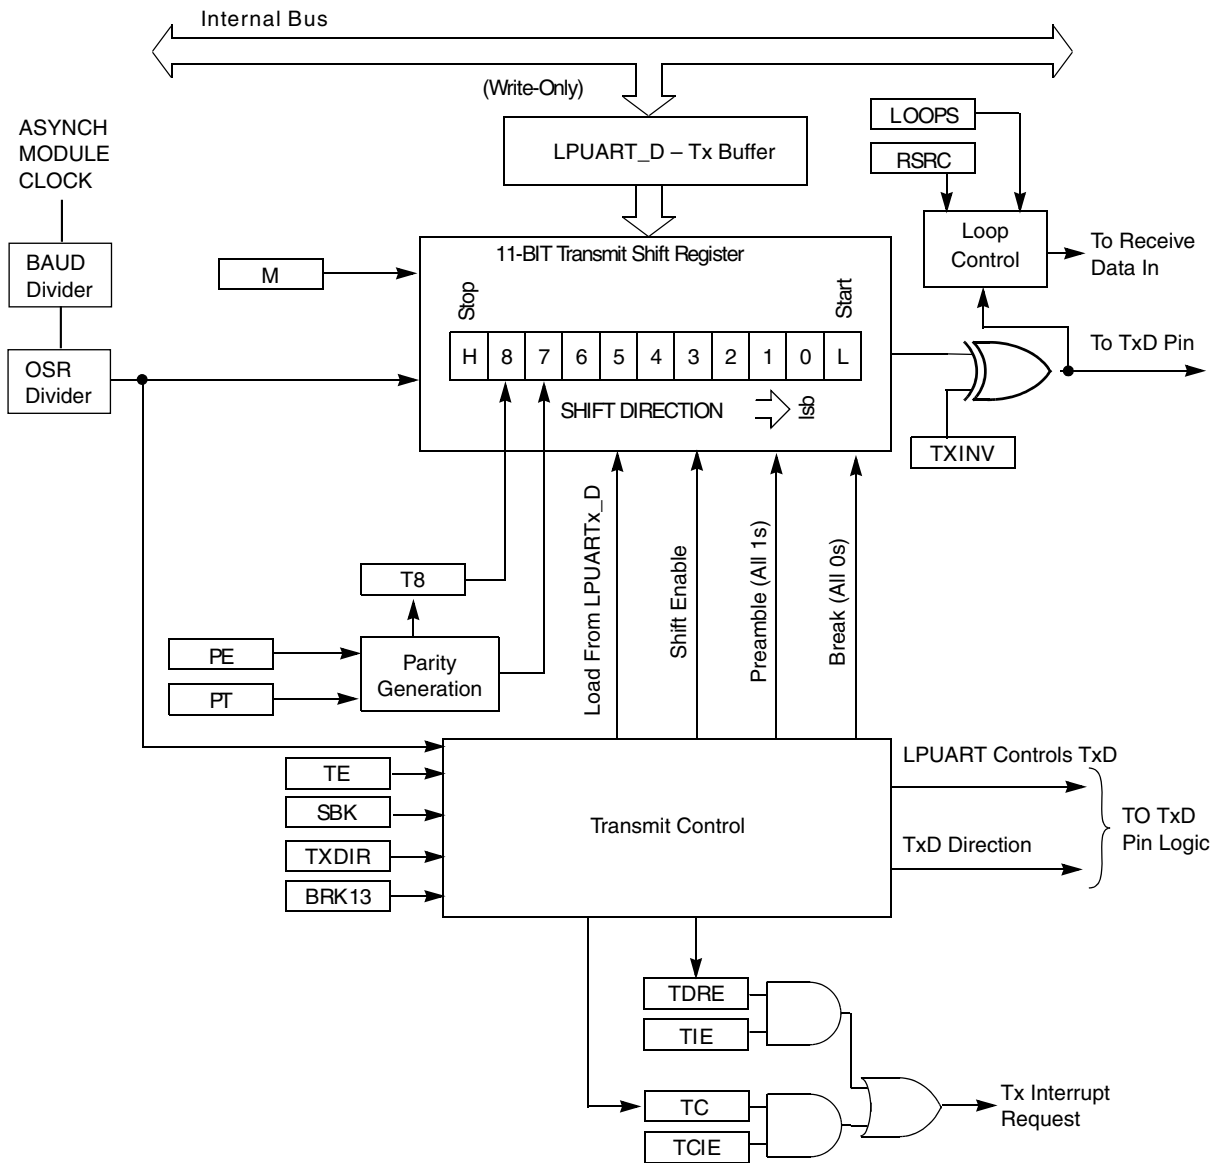 Internal Bus
(Write-Only)
ASYNCH
MODULE
CLOCK
LPUART_D – Tx Buffer
LOOPS
RSRC
Loop
Control
To Receive
Data In
BAUD
Divider
OSR
Divider
M
11-BIT Transmit Shift Register
Stop
Start
H 8 7 6 5 4 3 2 1 0 L
SHIFT DIRECTION
lsb
To TxD Pin
TXINV
T8
PE
PT
Parity
Generation
Load From LPUARTx_D
Shift Enable
Preamble (All 1s)
Break (All 0s)
TE
SBK
TXDIR
BRK13
Transmit Control
LPUART Controls TxD
TxD Direction
TO TxD
Pin Logic
TDRE
TIE
TC
TCIE
Tx Interrupt
Request